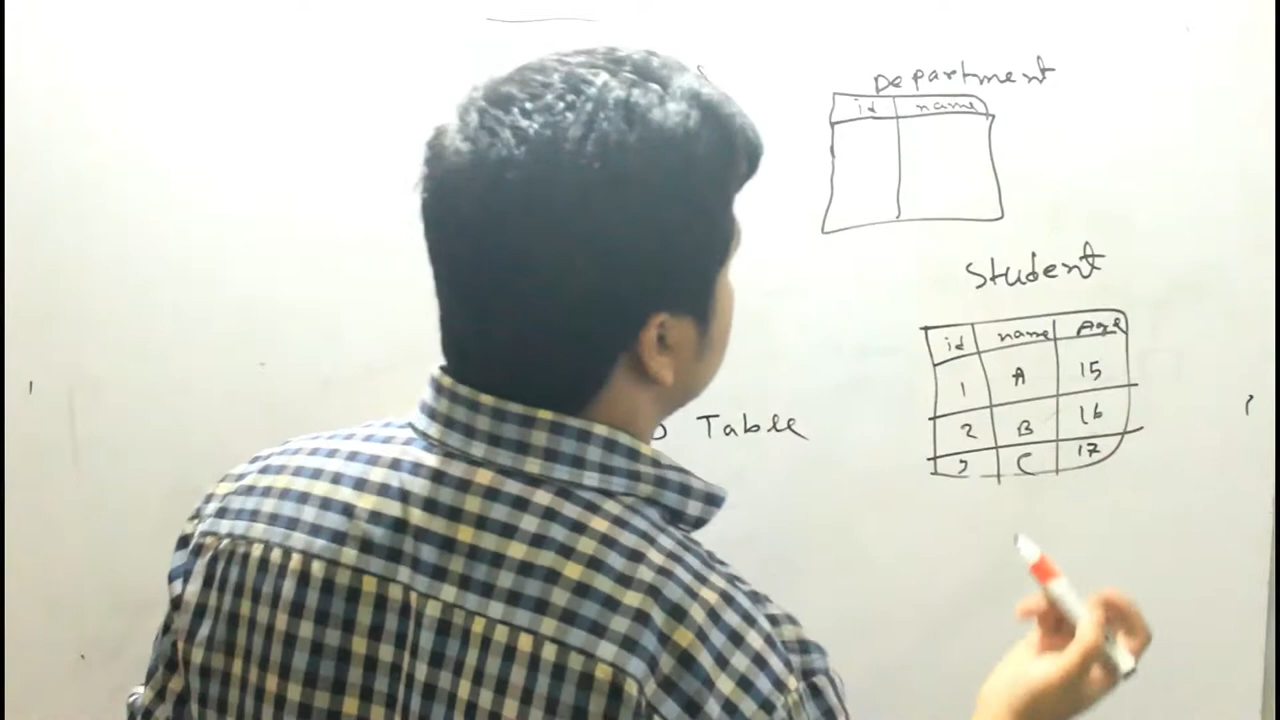 Department
id name
Student
id name Age
1 A 15
2 B 16
3 C 17
Table